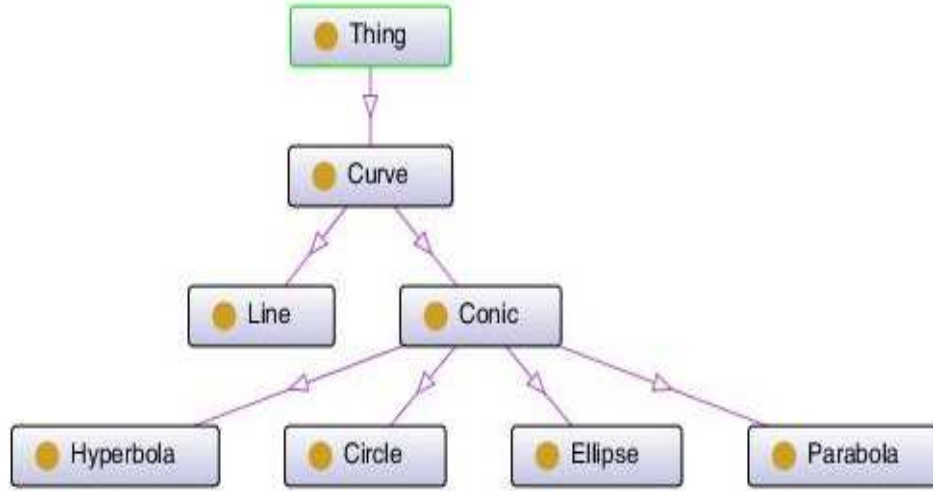 Thing
Curve
Line
Conic
Hyperbola
Circle
Ellipse
Parabola